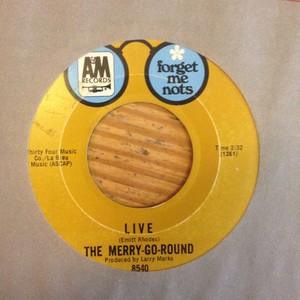 A&M
RECORDS
forget
me
nots
Thirty Four Music
Co./La Brea
Music (ASCAP)
Time 2:32
(1261)
LIVE
(Emitt Rhodes)
THE MERRY-GO-ROUND
Produced by Larry Marks
8540